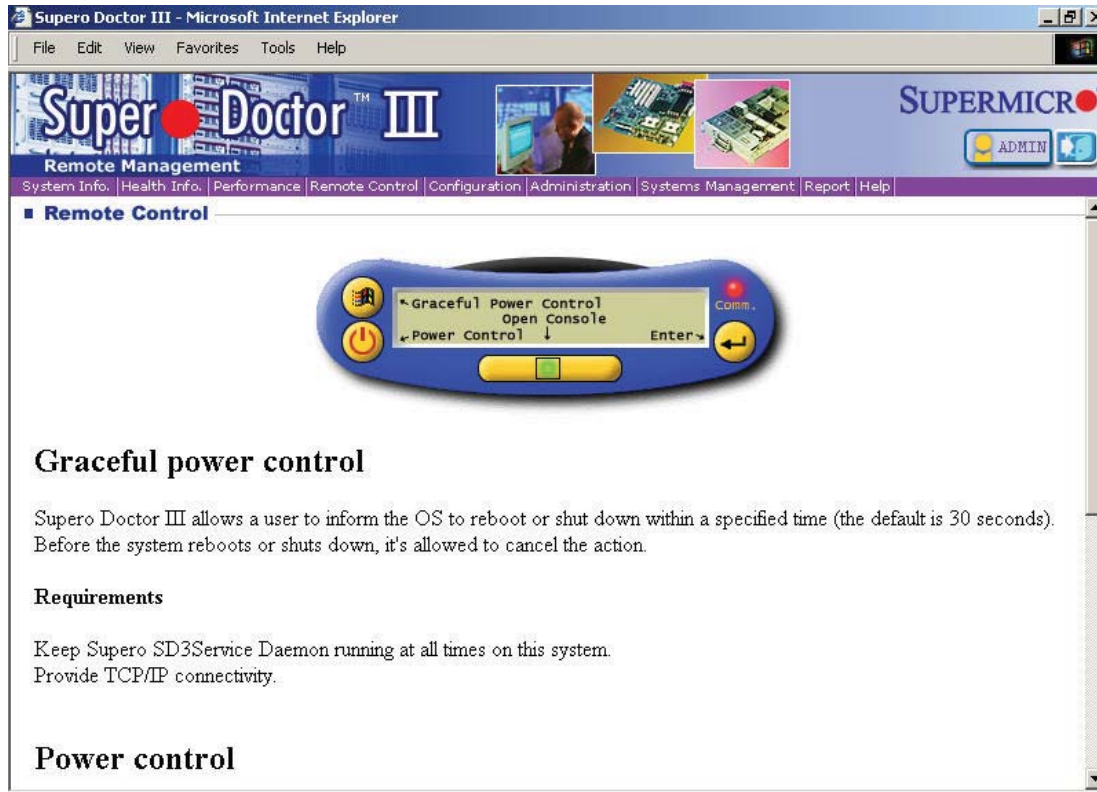 Supero Doctor III - Microsoft Internet Explorer
File Edit View Favorites Tools Help
Super Doctor™ III
Remote Management
SUPERMICR
ADMIN
System Info. Health Info. Performance Remote Control Configuration Administration Systems Management Report Help
Remote Control
Graceful Power Control
Open Console
Power Control Enter
Comm.
Graceful power control
Supero Doctor III allows a user to inform the OS to reboot or shut down within a specified time (the default is 30 seconds).
Before the system reboots or shuts down, it's allowed to cancel the action.
Requirements
Keep Supero SD3Service Daemon running at all times on this system.
Provide TCP/IP connectivity.
Power control